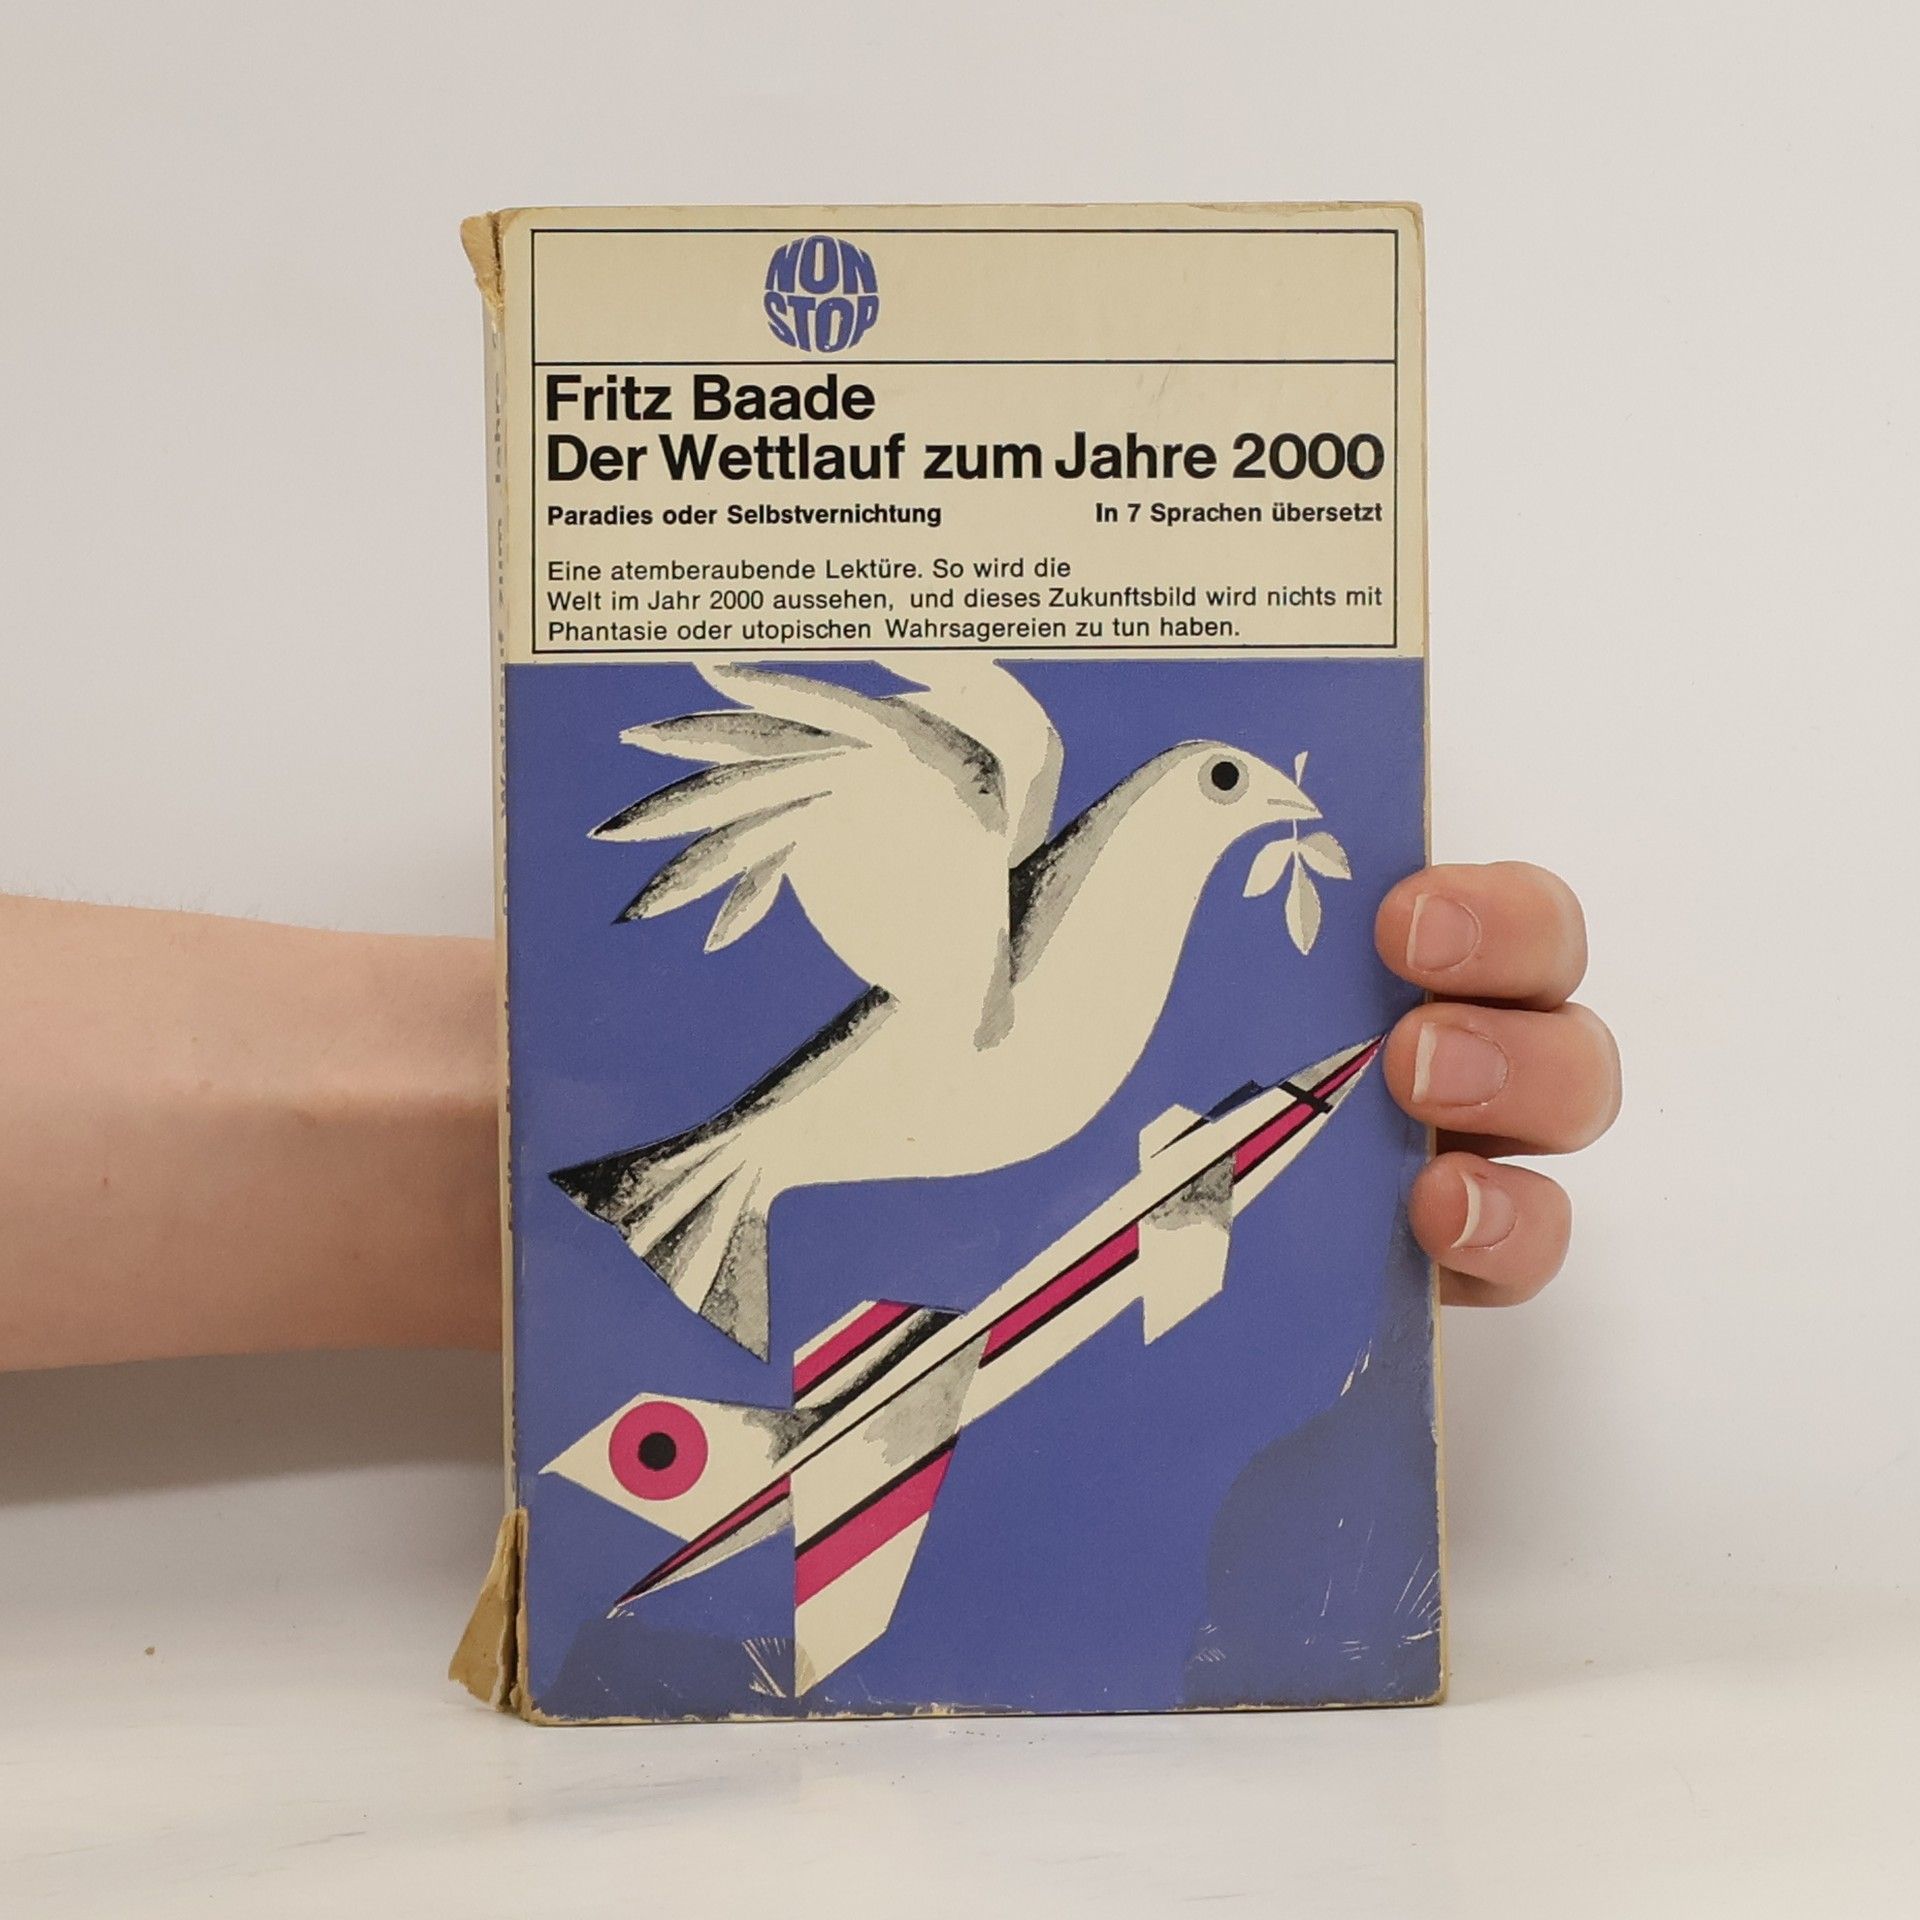 NON
STOP
Fritz Baade
Der Wettlauf zum Jahre 2000
Paradies oder Selbstvernichtung In 7 Sprachen übersetzt
Eine atemberaubende Lektüre. So wird die
Welt im Jahr 2000 aussehen, und dieses Zukunftsbild wird nichts mit
Phantasie oder utopischen Wahrsagereien zu tun haben.